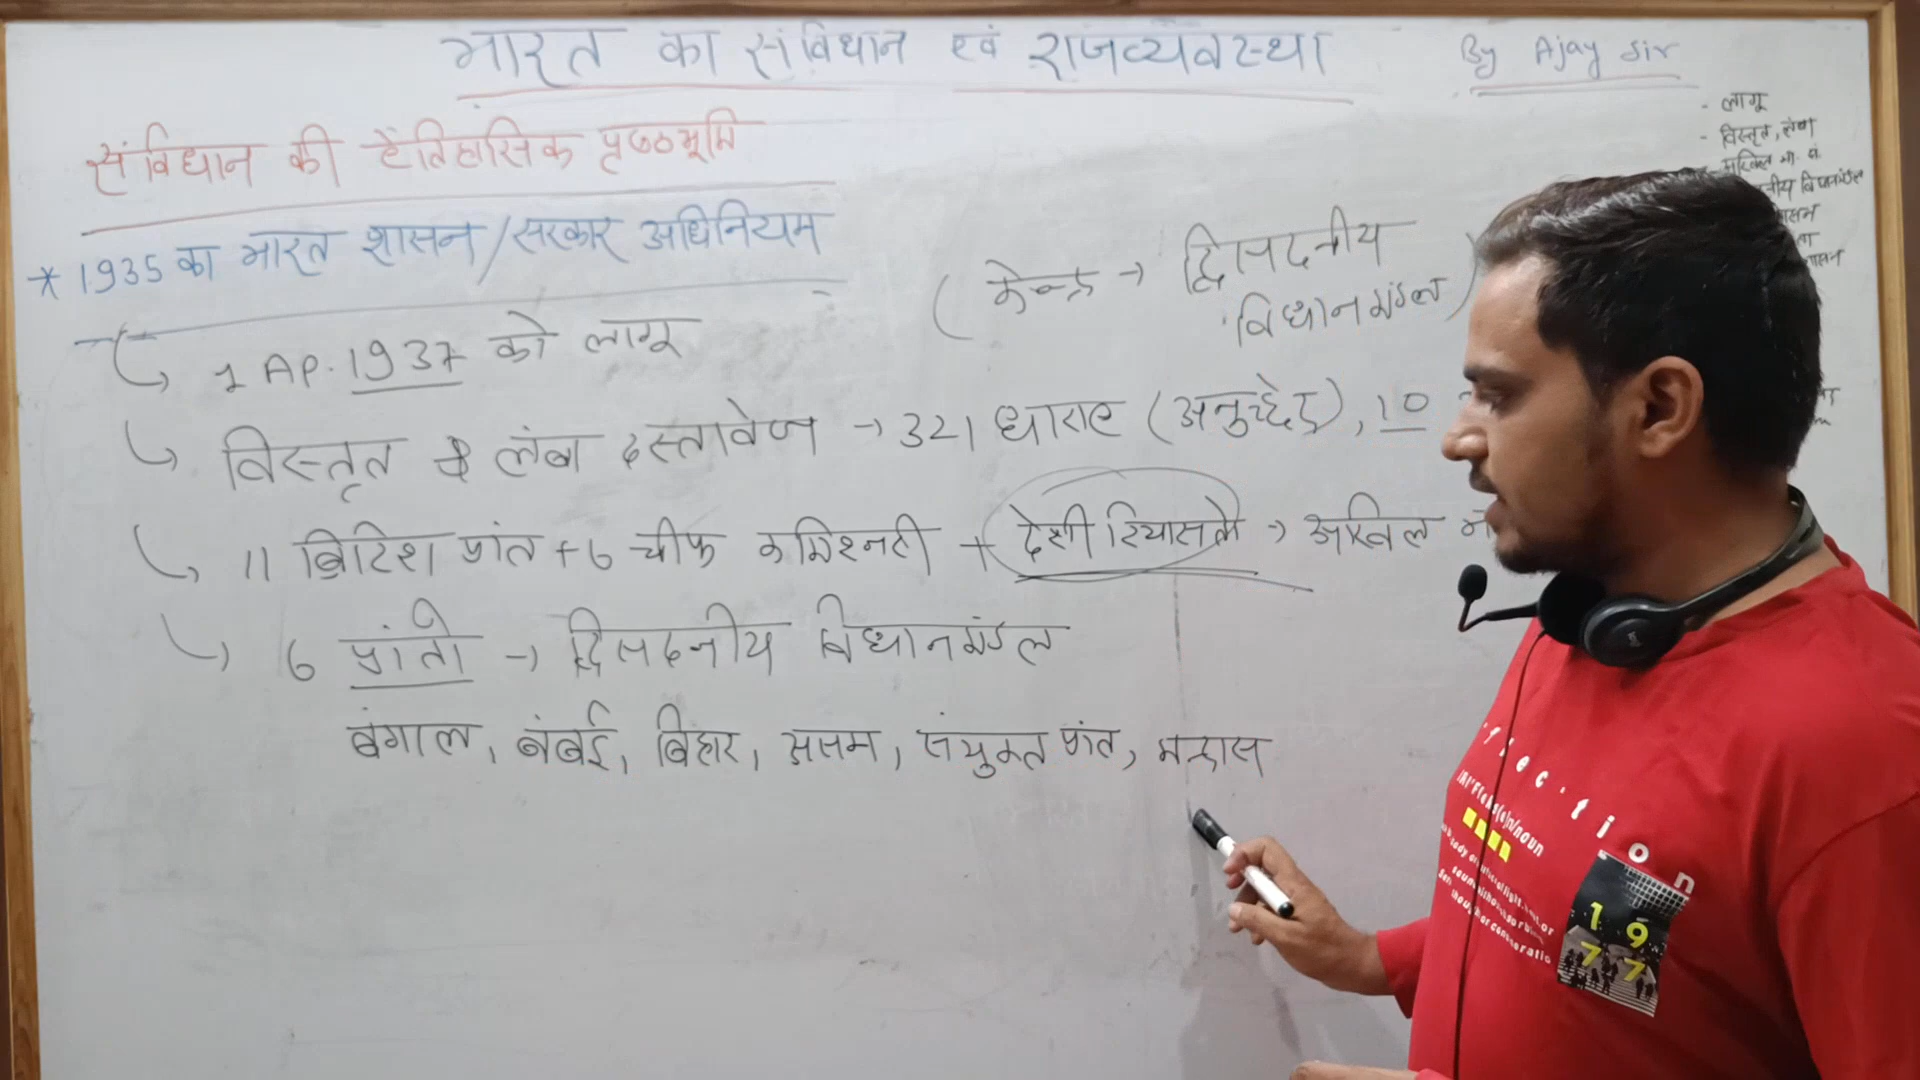 भारत का संविधान एवं राजव्यवस्था
By Ajay Sir
संविधान की ऐतिहासिक पृष्ठभूमि
* 1935 का भारत शासन/सरकार अधिनियम
(केन्द्र → द्विसदनीय
विधानमंडल)
1 Ap. 1937 को लागू
विस्तृत & लंबा दस्तावेज → 321 धाराए (अनुच्छेद), 10
11 ब्रिटिश प्रांत + 6 चीफ कमिश्नरी + देशी रियासते → अखिल
6 प्रांतो → द्विसदनीय विधानमंडल
बंगाल, बंबई, बिहार, असम, संयुक्त प्रांत, मद्रास
- लागू
- विस्तृत, लंबा
1977